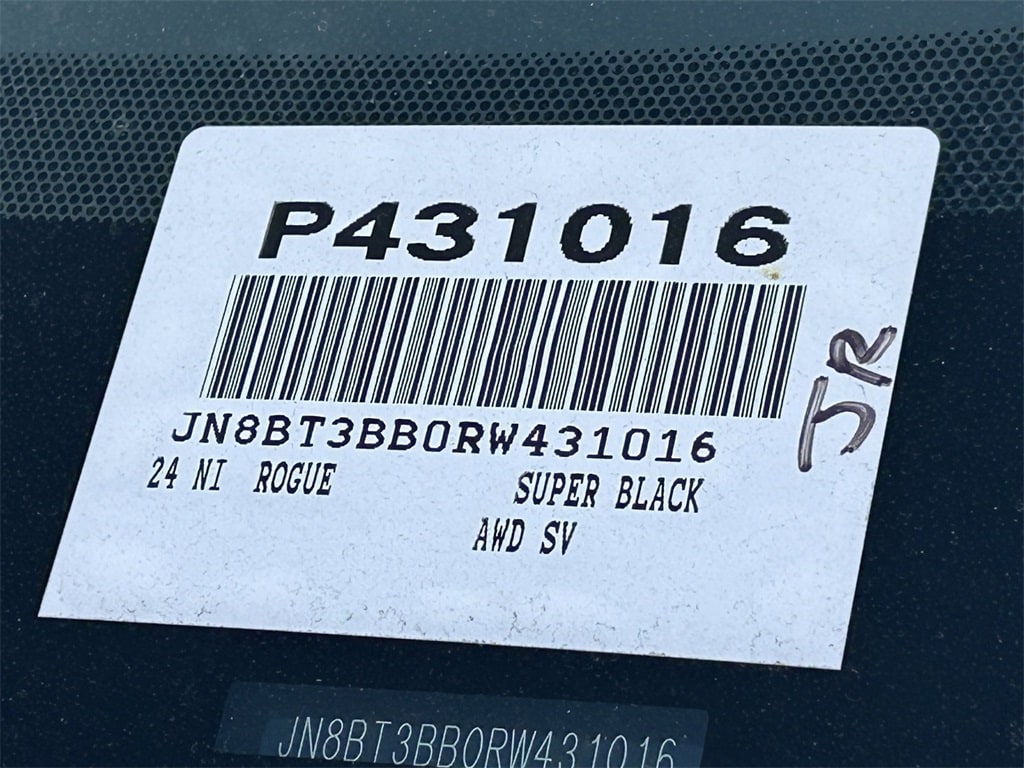 P431016
JN8BT3BB0RW431016
24 NI ROGUE SUPER BLACK
AWD SV
JR
JN8BT3BB0RW431016